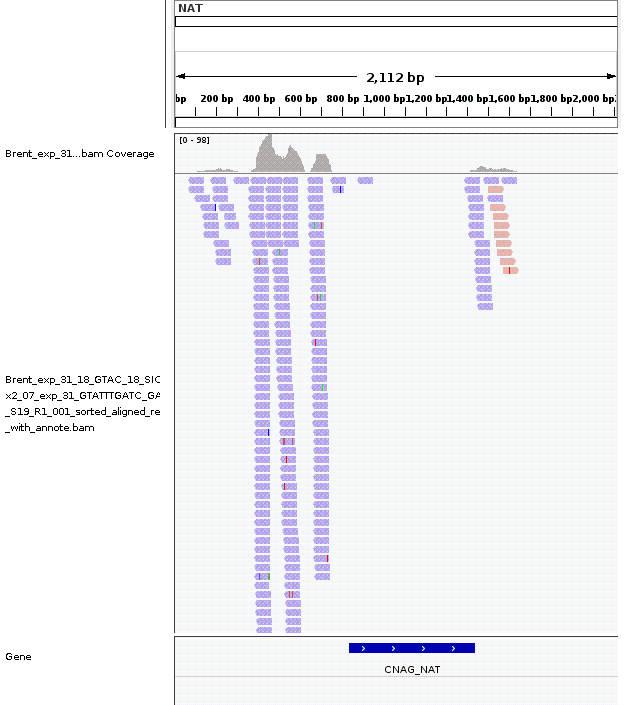 NAT
2,112 bp
bp 200 bp 400 bp 600 bp 800 bp 1,000 bp 1,200 bp 1,400 bp 1,600 bp 1,800 bp 2,000 bp
[0 - 98]
Brent_exp_31...bam Coverage
Brent_exp_31_18_GTAC_18_SIC
x2_07_exp_31_GTATTTGATC_GA
_S19_R1_001_sorted_aligned_re
_with_annote.bam
Gene
CNAG_NAT